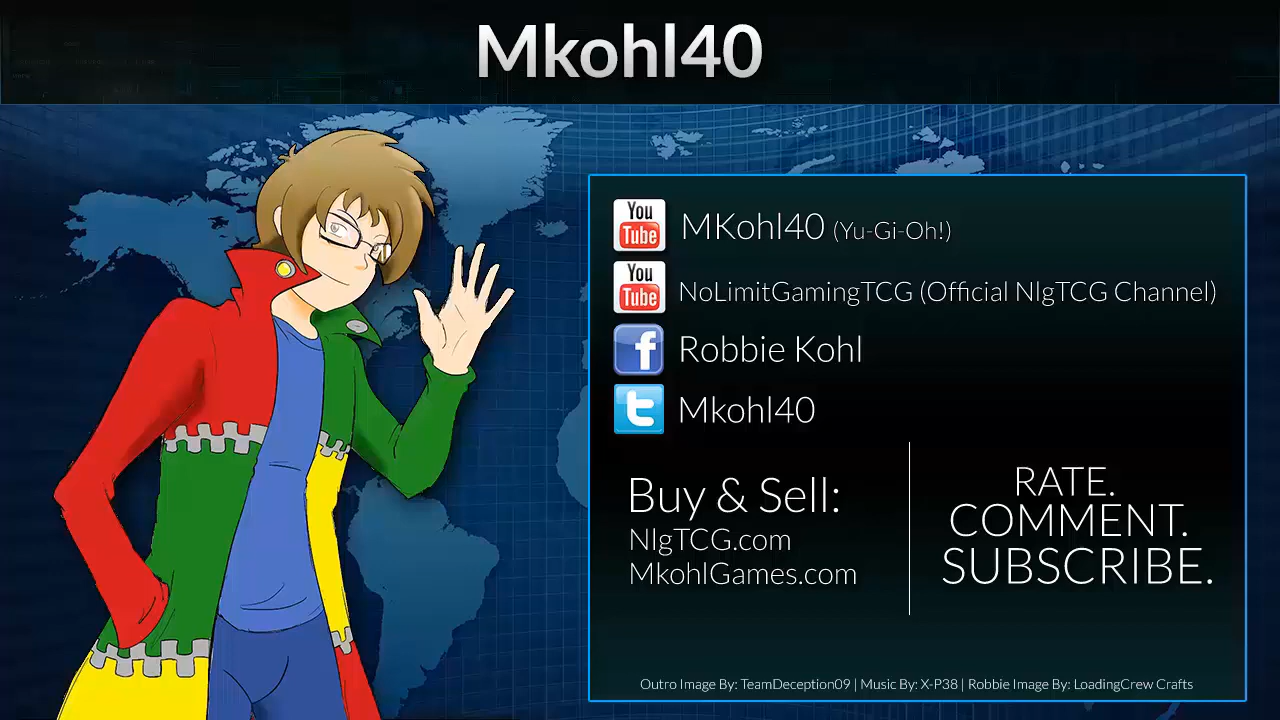 Mkohl40
You Tube MKohl40 (Yu-Gi-Oh!)
You Tube NoLimitGamingTCG (Official NlgTCG Channel)
f Robbie Kohl
t Mkohl40
Buy & Sell:
NlgTCG.com
MkohlGames.com
RATE.
COMMENT.
SUBSCRIBE.
Outro Image By: TeamDeception09 | Music By: X-P38 | Robbie Image By: LoadingCrew Crafts